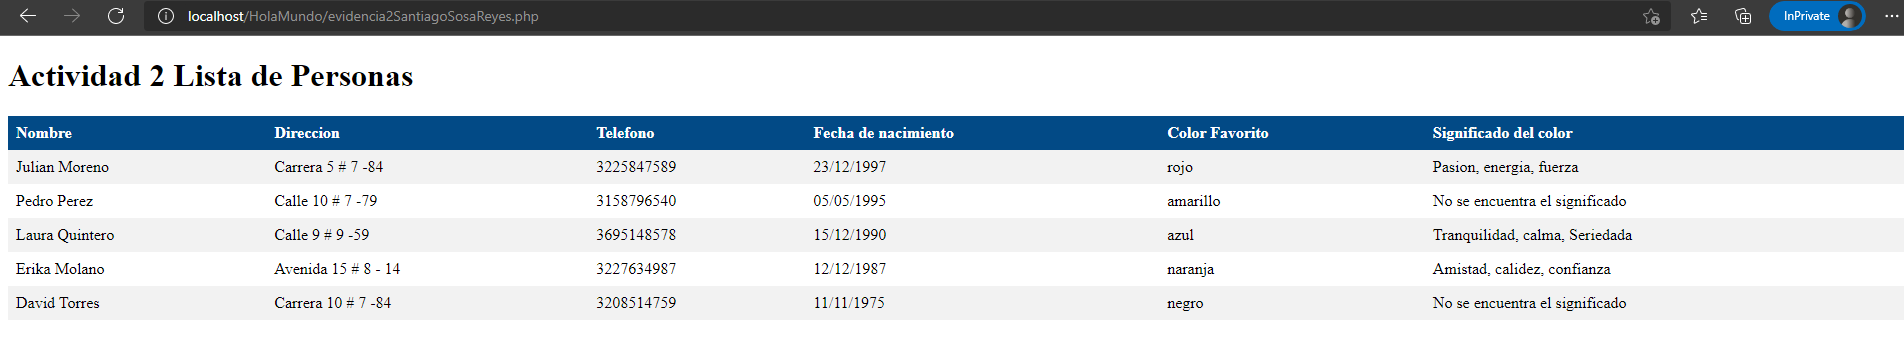 localhost/HolaMundo/evidencia2SantiagoSosaReyes.php
InPrivate
Actividad 2 Lista de Personas
Nombre Direccion Telefono Fecha de nacimiento Color Favorito Significado del color
Julian Moreno Carrera 5 # 7 -84 3225847589 23/12/1997 rojo Pasion, energia, fuerza
Pedro Perez Calle 10 # 7 -79 3158796540 05/05/1995 amarillo No se encuentra el significado
Laura Quintero Calle 9 # 9 -59 3695148578 15/12/1990 azul Tranquilidad, calma, Seriedada
Erika Molano Avenida 15 # 8 - 14 3227634987 12/12/1987 naranja Amistad, calidez, confianza
David Torres Carrera 10 # 7 -84 3208514759 11/11/1975 negro No se encuentra el significado